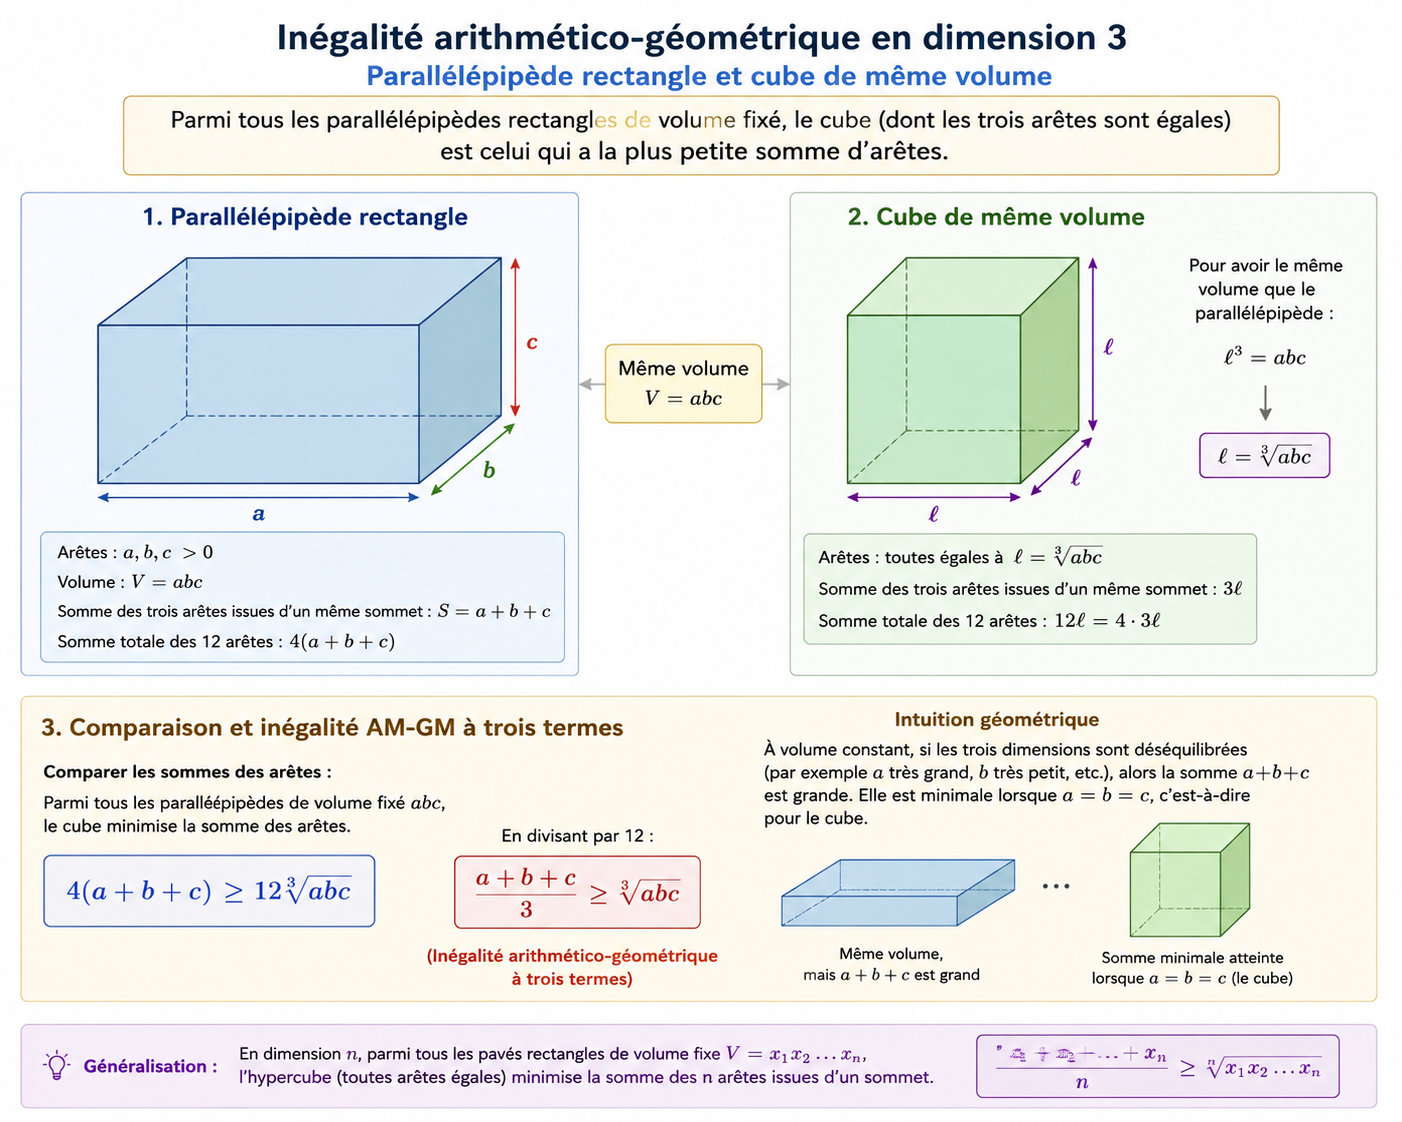 Inégalité arithmético-géométrique en dimension 3
Parallélépipède rectangle et cube de même volume
Parmi tous les parallélépipèdes rectangles de volume fixé, le cube (dont les trois arêtes sont égales)
est celui qui a la plus petite somme d'arêtes.
1. Parallélépipède rectangle
c
b
a
Arêtes : a, b, c > 0
Volume : V = abc
Somme des trois arêtes issues d'un même sommet : S = a + b + c
Somme totale des 12 arêtes : 4(a + b + c)
Même volume
V = abc
2. Cube de même volume
ℓ
ℓ
ℓ
Pour avoir le même
volume que le
parallélépipède :
ℓ³ = abc
ℓ = ∛abc
Arêtes : toutes égales à ℓ = ∛abc
Somme des trois arêtes issues d'un même sommet : 3ℓ
Somme totale des 12 arêtes : 12ℓ = 4 · 3ℓ
3. Comparaison et inégalité AM-GM à trois termes
Comparer les sommes des arêtes :
Parmi tous les paralléépipèdes de volume fixé abc,
le cube minimise la somme des arêtes.
4(a + b + c) ≥ 12∛abc
En divisant par 12 :
a + b + c
3
≥ ∛abc
(Inégalité arithmético-géométrique
à trois termes)
Intuition géométrique
À volume constant, si les trois dimensions sont déséquilibrées
(par exemple a très grand, b très petit, etc.), alors la somme a+b+c
est grande. Elle est minimale lorsque a = b = c, c'est-à-dire
pour le cube.
...
Même volume,
mais a + b + c est grand
Somme minimale atteinte
lorsque a = b = c (le cube)
Généralisation :
En dimension n, parmi tous les pavés rectangles de volume fixe V = x₁x₂ … xₙ,
l'hypercube (toutes arêtes égales) minimise la somme des n arêtes issues d'un sommet.
… + xₙ
n
≥ ⁿ√x₁x₂ … xₙ